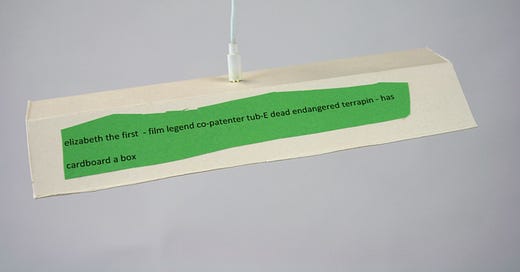 elizabeth the first - film legend co-patenter tub-E dead endangered terrapin - has
cardboard a box